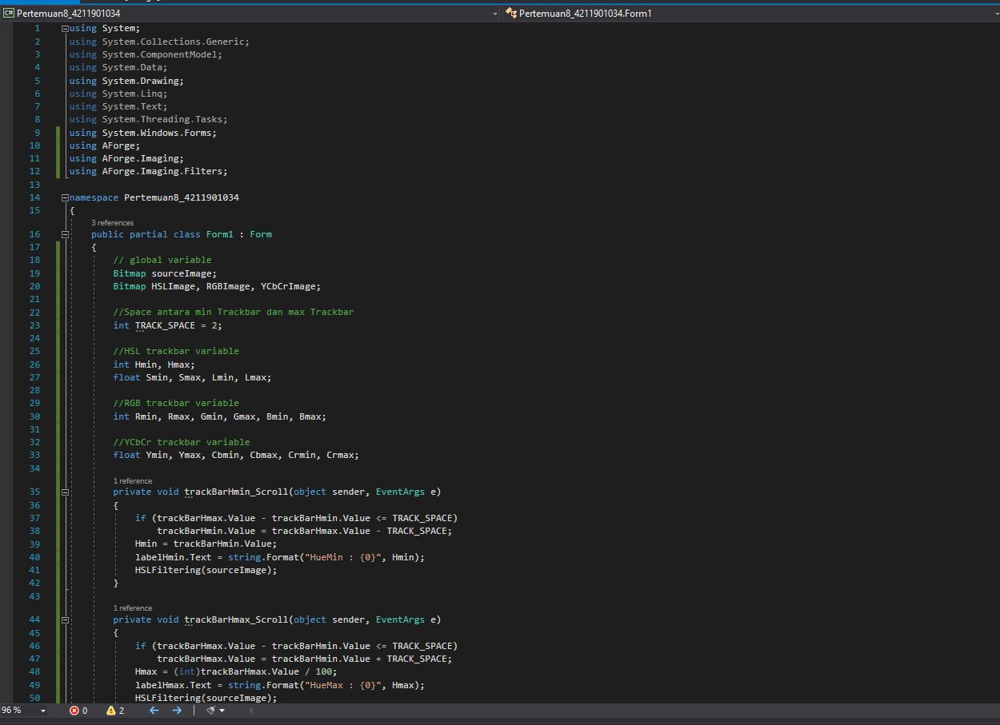 C# Pertemuan8_4211901034 Pertemuan8_4211901034.Form1
1 using System;
2 using System.Collections.Generic;
3 using System.ComponentModel;
4 using System.Data;
5 using System.Drawing;
6 using System.Linq;
7 using System.Text;
8 using System.Threading.Tasks;
9 using System.Windows.Forms;
10 using AForge;
11 using AForge.Imaging;
12 using AForge.Imaging.Filters;
13
14 namespace Pertemuan8_4211901034
15 {
3 references
16 public partial class Form1 : Form
17 {
18 // global variable
19 Bitmap sourceImage;
20 Bitmap HSLImage, RGBImage, YCbCrImage;
21
22 //Space antara min Trackbar dan max Trackbar
23 int TRACK_SPACE = 2;
24
25 //HSL trackbar variable
26 int Hmin, Hmax;
27 float Smin, Smax, Lmin, Lmax;
28
29 //RGB trackbar variable
30 int Rmin, Rmax, Gmin, Gmax, Bmin, Bmax;
31
32 //YCbCr trackbar variable
33 float Ymin, Ymax, Cbmin, Cbmax, Crmin, Crmax;
34
1 reference
35 private void trackBarHmin_Scroll(object sender, EventArgs e)
36 {
37 if (trackBarHmax.Value - trackBarHmin.Value <= TRACK_SPACE)
38 trackBarHmin.Value = trackBarHmax.Value - TRACK_SPACE;
39 Hmin = trackBarHmin.Value;
40 labelHmin.Text = string.Format("HueMin : {0}", Hmin);
41 HSLFiltering(sourceImage);
42 }
43
1 reference
44 private void trackBarHmax_Scroll(object sender, EventArgs e)
45 {
46 if (trackBarHmax.Value - trackBarHmin.Value <= TRACK_SPACE)
47 trackBarHmax.Value = trackBarHmin.Value + TRACK_SPACE;
48 Hmax = (int)trackBarHmax.Value / 100;
49 labelHmax.Text = string.Format("HueMax : {0}", Hmax);
50 HSLFiltering(sourceImage);
96 % 0 2